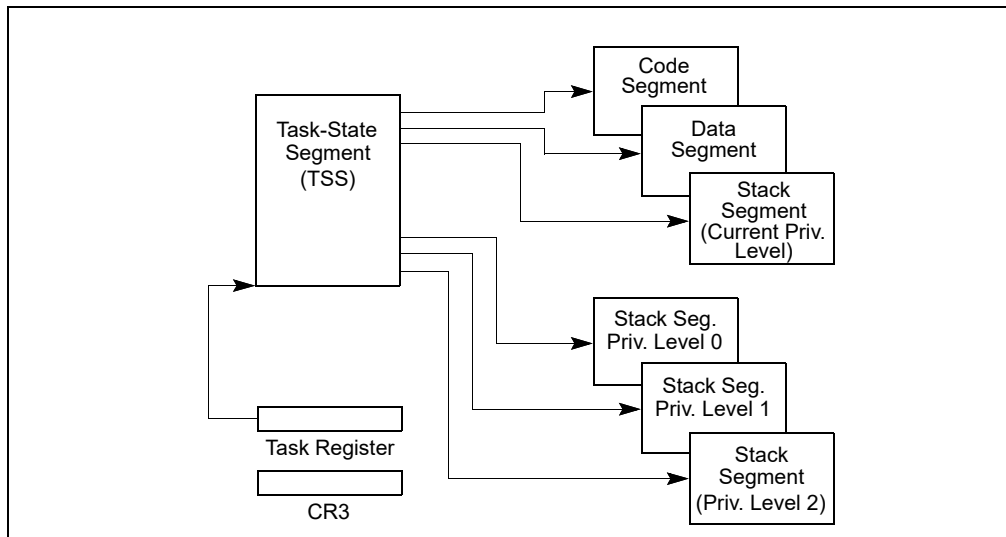 Code
Segment
Task-State
Segment
(TSS)
Data
Segment
Stack
Segment
(Current Priv.
Level)
Stack Seg.
Priv. Level 0
Stack Seg.
Priv. Level 1
Task Register
Stack
Segment
(Priv. Level 2)
CR3